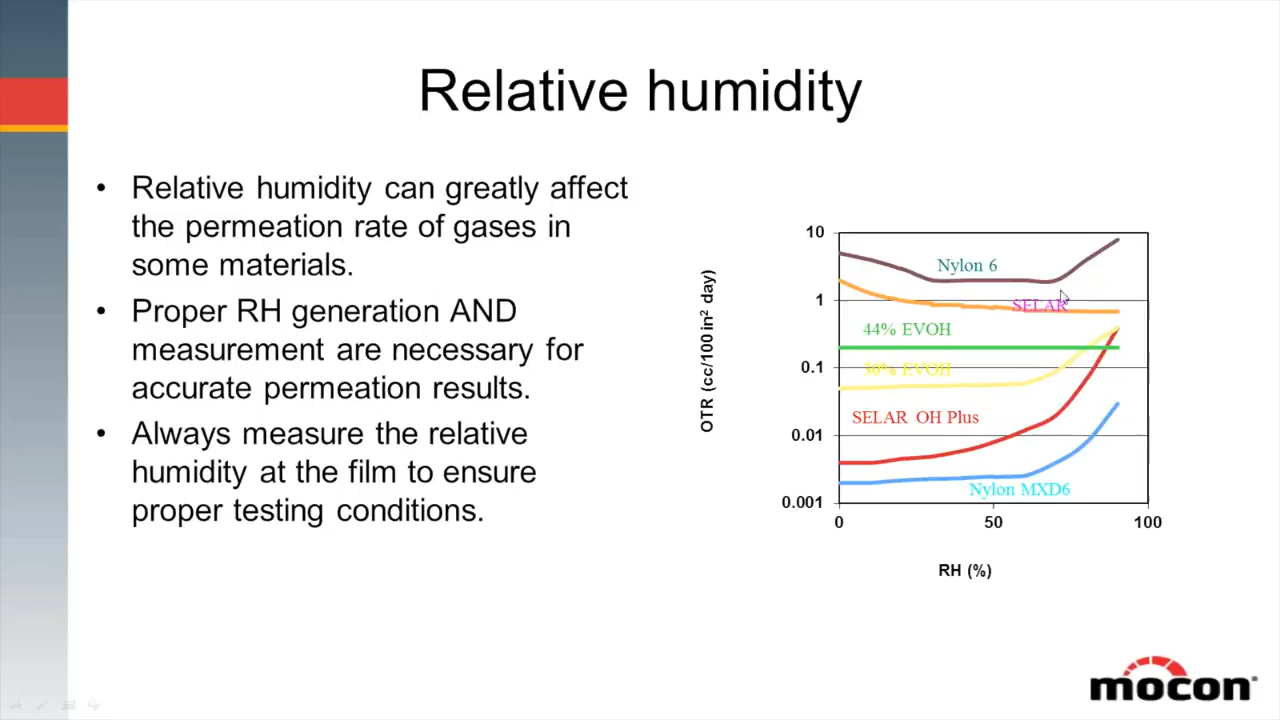 Relative humidity
• Relative humidity can greatly affect
the permeation rate of gases in
some materials.
• Proper RH generation AND
measurement are necessary for
accurate permeation results.
• Always measure the relative
humidity at the film to ensure
proper testing conditions.
OTR (cc/100 in² day)
10
1
0.1
0.01
0.001
Nylon 6
SELAR
44% EVOH
30% EVOH
SELAR OH Plus
Nylon MXD6
0 50 100
RH (%)
mocon